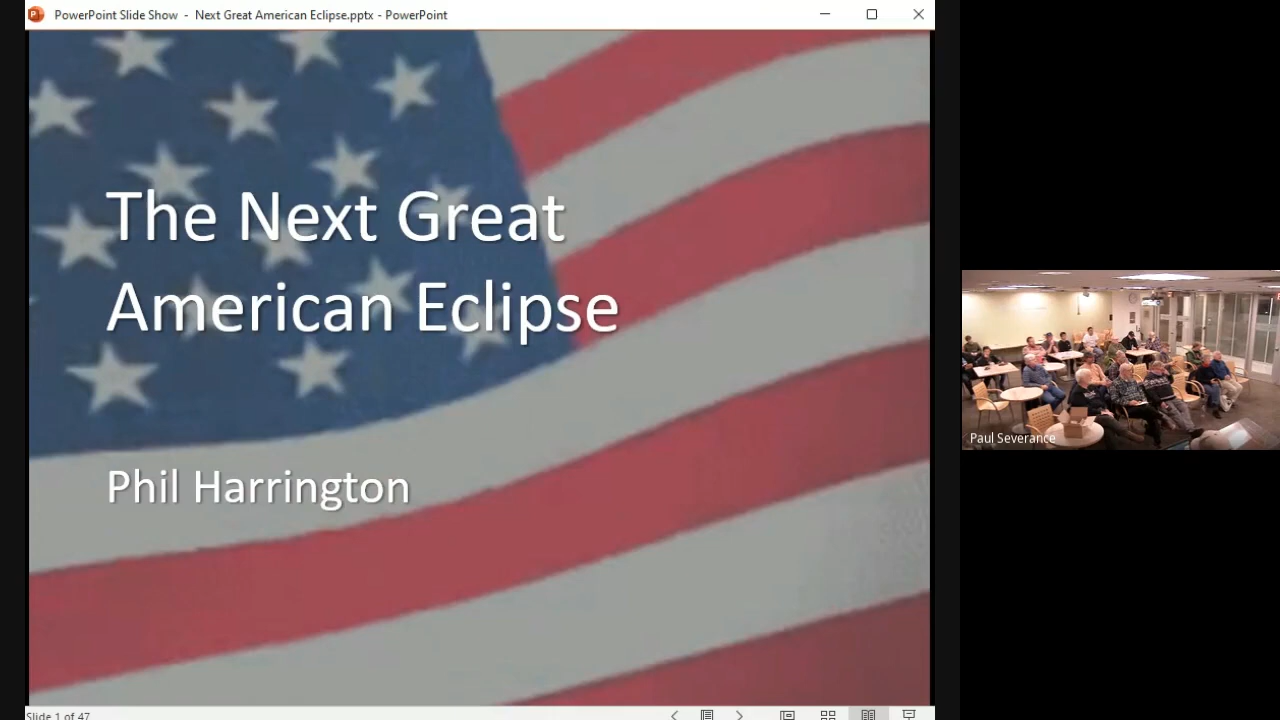 PowerPoint Slide Show - Next Great American Eclipse.pptx - PowerPoint
The Next Great
American Eclipse
Phil Harrington
Paul Severance
Slide 1 of 47